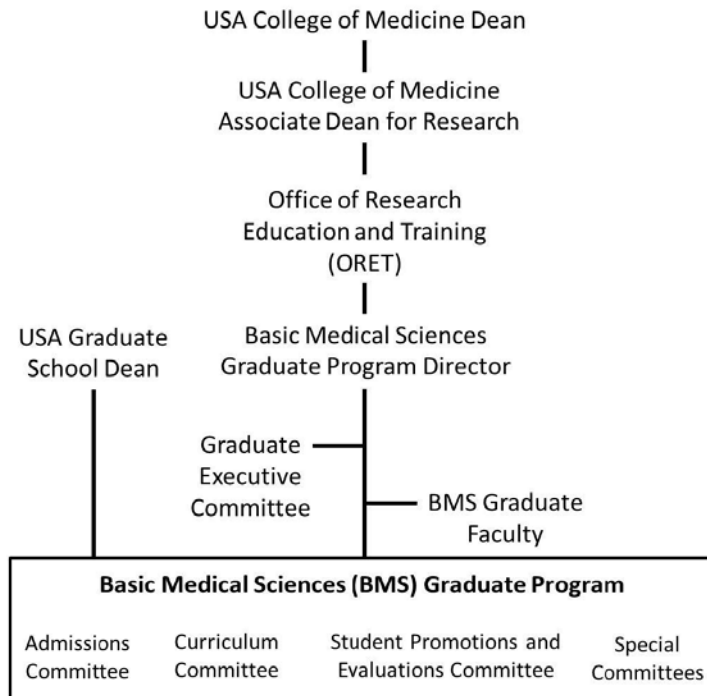 USA College of Medicine Dean
USA College of Medicine
Associate Dean for Research
Office of Research
Education and Training
(ORET)
USA Graduate
School Dean
Basic Medical Sciences
Graduate Program Director
Graduate
Executive
Committee
BMS Graduate
Faculty
Basic Medical Sciences (BMS) Graduate Program
Admissions
Committee
Curriculum
Committee
Student Promotions and
Evaluations Committee
Special
Committees